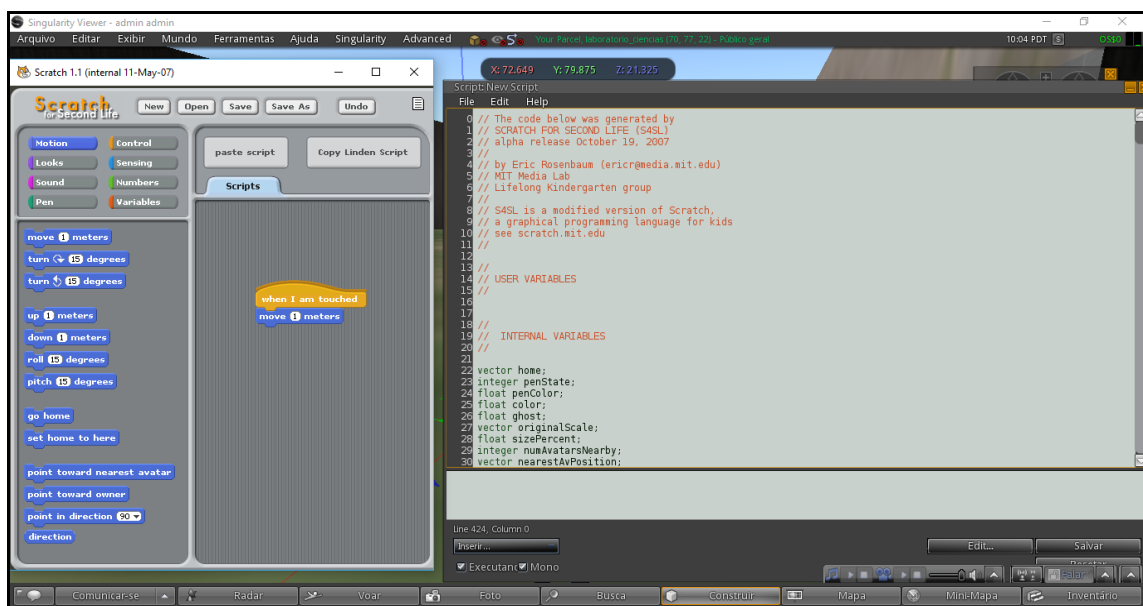 Singularity Viewer - admin admin
Arquivo Editar Exibir Mundo Ferramentas Ajuda Singularity Advanced Your Parcel, laboratorio_ciencias (70, 77, 22) - Público geral 10:04 PDT OS$0
Scratch 1.1 (internal 11-May-07)
X: 72.649 Y: 79.875 Z: 21.325
Scratch
for Second Life
New Open Save Save As Undo
Motion Control
Looks Sensing
Sound Numbers
Pen Variables
paste script Copy Linden Script
Scripts
move 1 meters
turn 15 degrees
turn 15 degrees
up 1 meters
down 1 meters
roll 15 degrees
pitch 15 degrees
go home
set home to here
point toward nearest avatar
point toward owner
point in direction 90
direction
when I am touched
move 1 meters
Script: New Script
File Edit Help
0 // The code below was generated by
1 // SCRATCH FOR SECOND LIFE (S4SL)
2 // alpha release October 19, 2007
3 //
4 // by Eric Rosenbaum (ericr@media.mit.edu)
5 // MIT Media Lab
6 // Lifelong Kindergarten group
7 //
8 // S4SL is a modified version of Scratch,
9 // a graphical programming language for kids
10 // see scratch.mit.edu
11 //
12
13 //
14 // USER VARIABLES
15 //
16
17
18 //
19 // INTERNAL VARIABLES
20 //
21
22 vector home;
23 integer penState;
24 float penColor;
25 float color;
26 float ghost;
27 vector originalScale;
28 float sizePercent;
29 integer numAvatarsNearby;
30 vector nearestAvPosition;
Line 424, Column 0
Inserir...
Edit... Salvar
Executanc Mono
Falar
Comunicar-se Radar Voar Foto Busca Construir Mapa Mini-Mapa Inventário